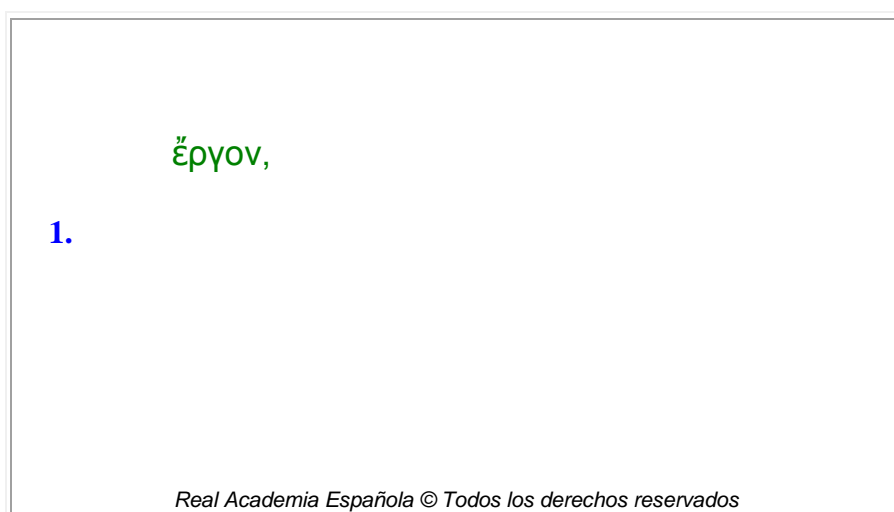 ἔργον,
1.
Real Academia Española © Todos los derechos reservados